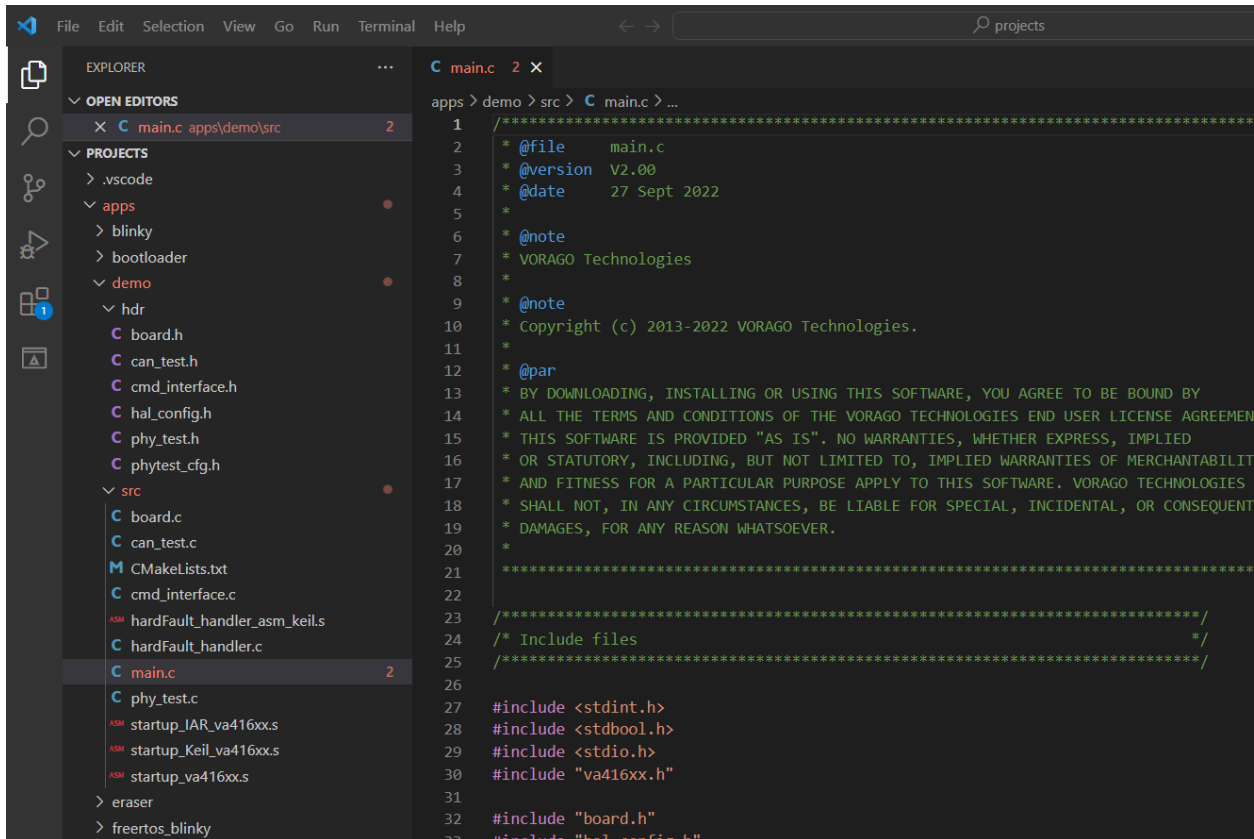 File Edit Selection View Go Run Terminal Help
projects
EXPLORER
OPEN EDITORS
main.c apps\demo\src 2
PROJECTS
.vscode
apps
blinky
bootloader
demo
hdr
C board.h
C can_test.h
C cmd_interface.h
C hal_config.h
C phy_test.h
C phytest_cfg.h
src
C board.c
C can_test.c
M CMakeLists.txt
C cmd_interface.c
ASM hardFault_handler_asm_keil.s
C hardFault_handler.c
C main.c 2
C phy_test.c
ASM startup_IAR_va416xx.s
ASM startup_Keil_va416xx.s
ASM startup_va416xx.s
eraser
freertos_blinky
1
C main.c 2
apps > demo > src > C main.c > ...
1 /***********************************************************************************
2 * @file main.c
3 * @version V2.00
4 * @date 27 Sept 2022
5 *
6 * @note
7 * VORAGO Technologies
8 *
9 * @note
10 * Copyright (c) 2013-2022 VORAGO Technologies.
11 *
12 * @par
13 * BY DOWNLOADING, INSTALLING OR USING THIS SOFTWARE, YOU AGREE TO BE BOUND BY
14 * ALL THE TERMS AND CONDITIONS OF THE VORAGO TECHNOLOGIES END USER LICENSE AGREEMEN
15 * THIS SOFTWARE IS PROVIDED "AS IS". NO WARRANTIES, WHETHER EXPRESS, IMPLIED
16 * OR STATUTORY, INCLUDING, BUT NOT LIMITED TO, IMPLIED WARRANTIES OF MERCHANTABILIT
17 * AND FITNESS FOR A PARTICULAR PURPOSE APPLY TO THIS SOFTWARE. VORAGO TECHNOLOGIES
18 * SHALL NOT, IN ANY CIRCUMSTANCES, BE LIABLE FOR SPECIAL, INCIDENTAL, OR CONSEQUENT
19 * DAMAGES, FOR ANY REASON WHATSOEVER.
20 *
21 ***********************************************************************************
22
23 /*****************************************************************************/
24 /* Include files */
25 /*****************************************************************************/
26
27 #include <stdint.h>
28 #include <stdbool.h>
29 #include <stdio.h>
30 #include "va416xx.h"
31
32 #include "board.h"
33 #include "hal_config.h"